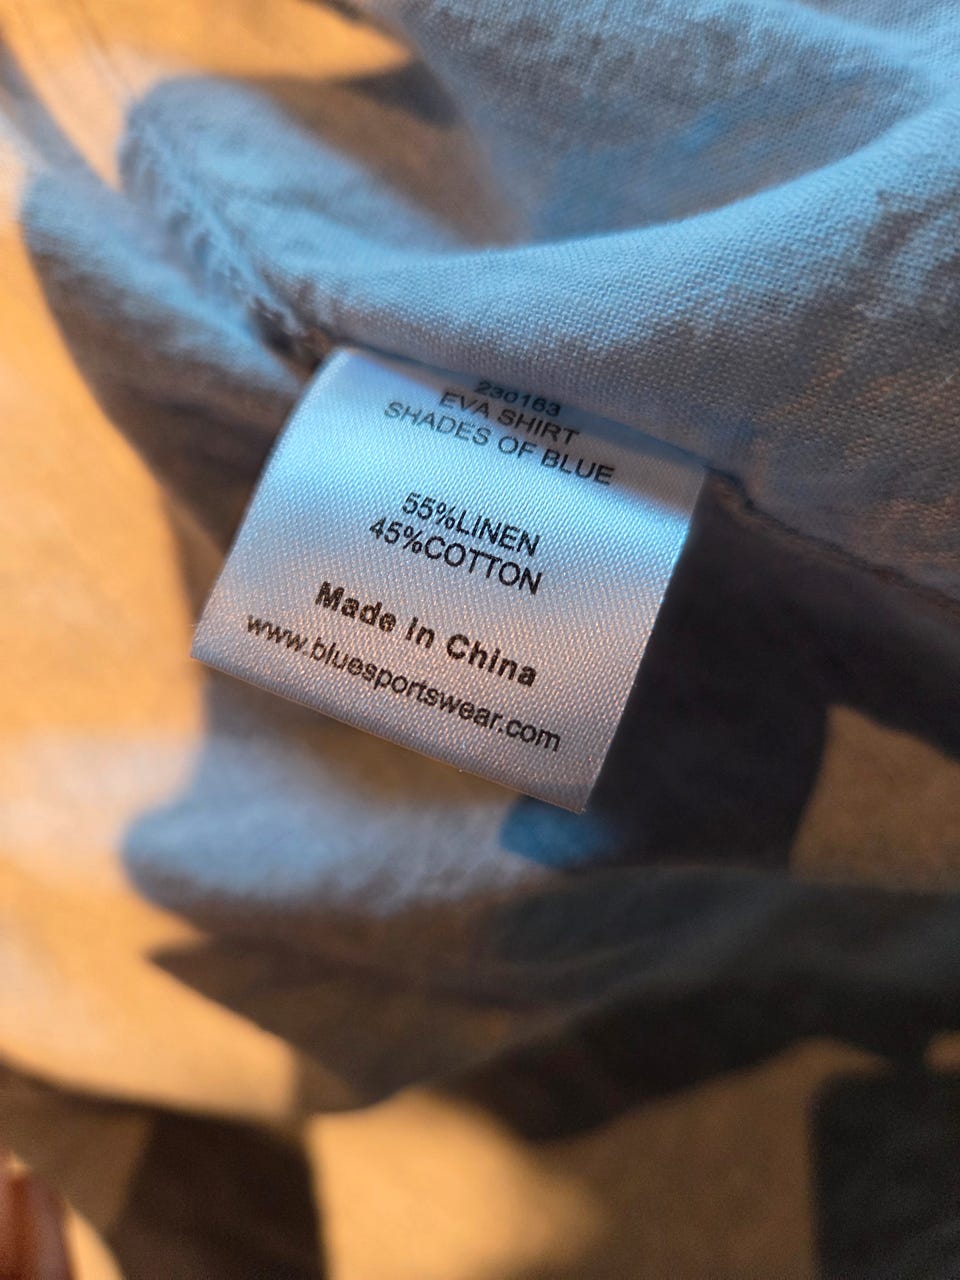 230163
EVA SHIRT
SHADES OF BLUE
55%LINEN
45%COTTON
Made in China
www.bluesportswear.com